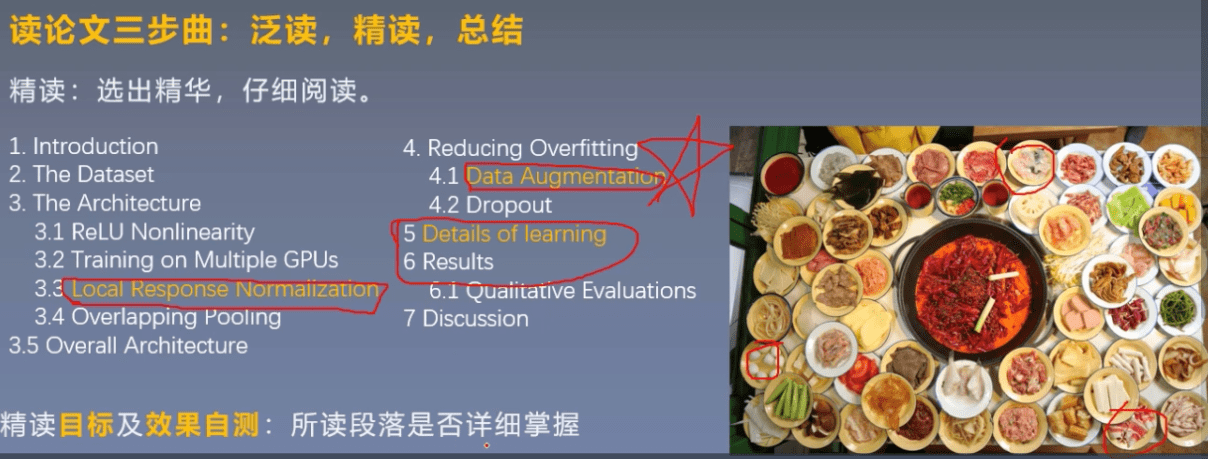 读论文三步曲：泛读，精读，总结
精读：选出精华，仔细阅读。
1. Introduction
2. The Dataset
3. The Architecture
3.1 ReLU Nonlinearity
3.2 Training on Multiple GPUs
3.3 Local Response Normalization
3.4 Overlapping Pooling
3.5 Overall Architecture
4. Reducing Overfitting
4.1 Data Augmentation
4.2 Dropout
5 Details of learning
6 Results
6.1 Qualitative Evaluations
7 Discussion
精读目标及效果自测：所读段落是否详细掌握